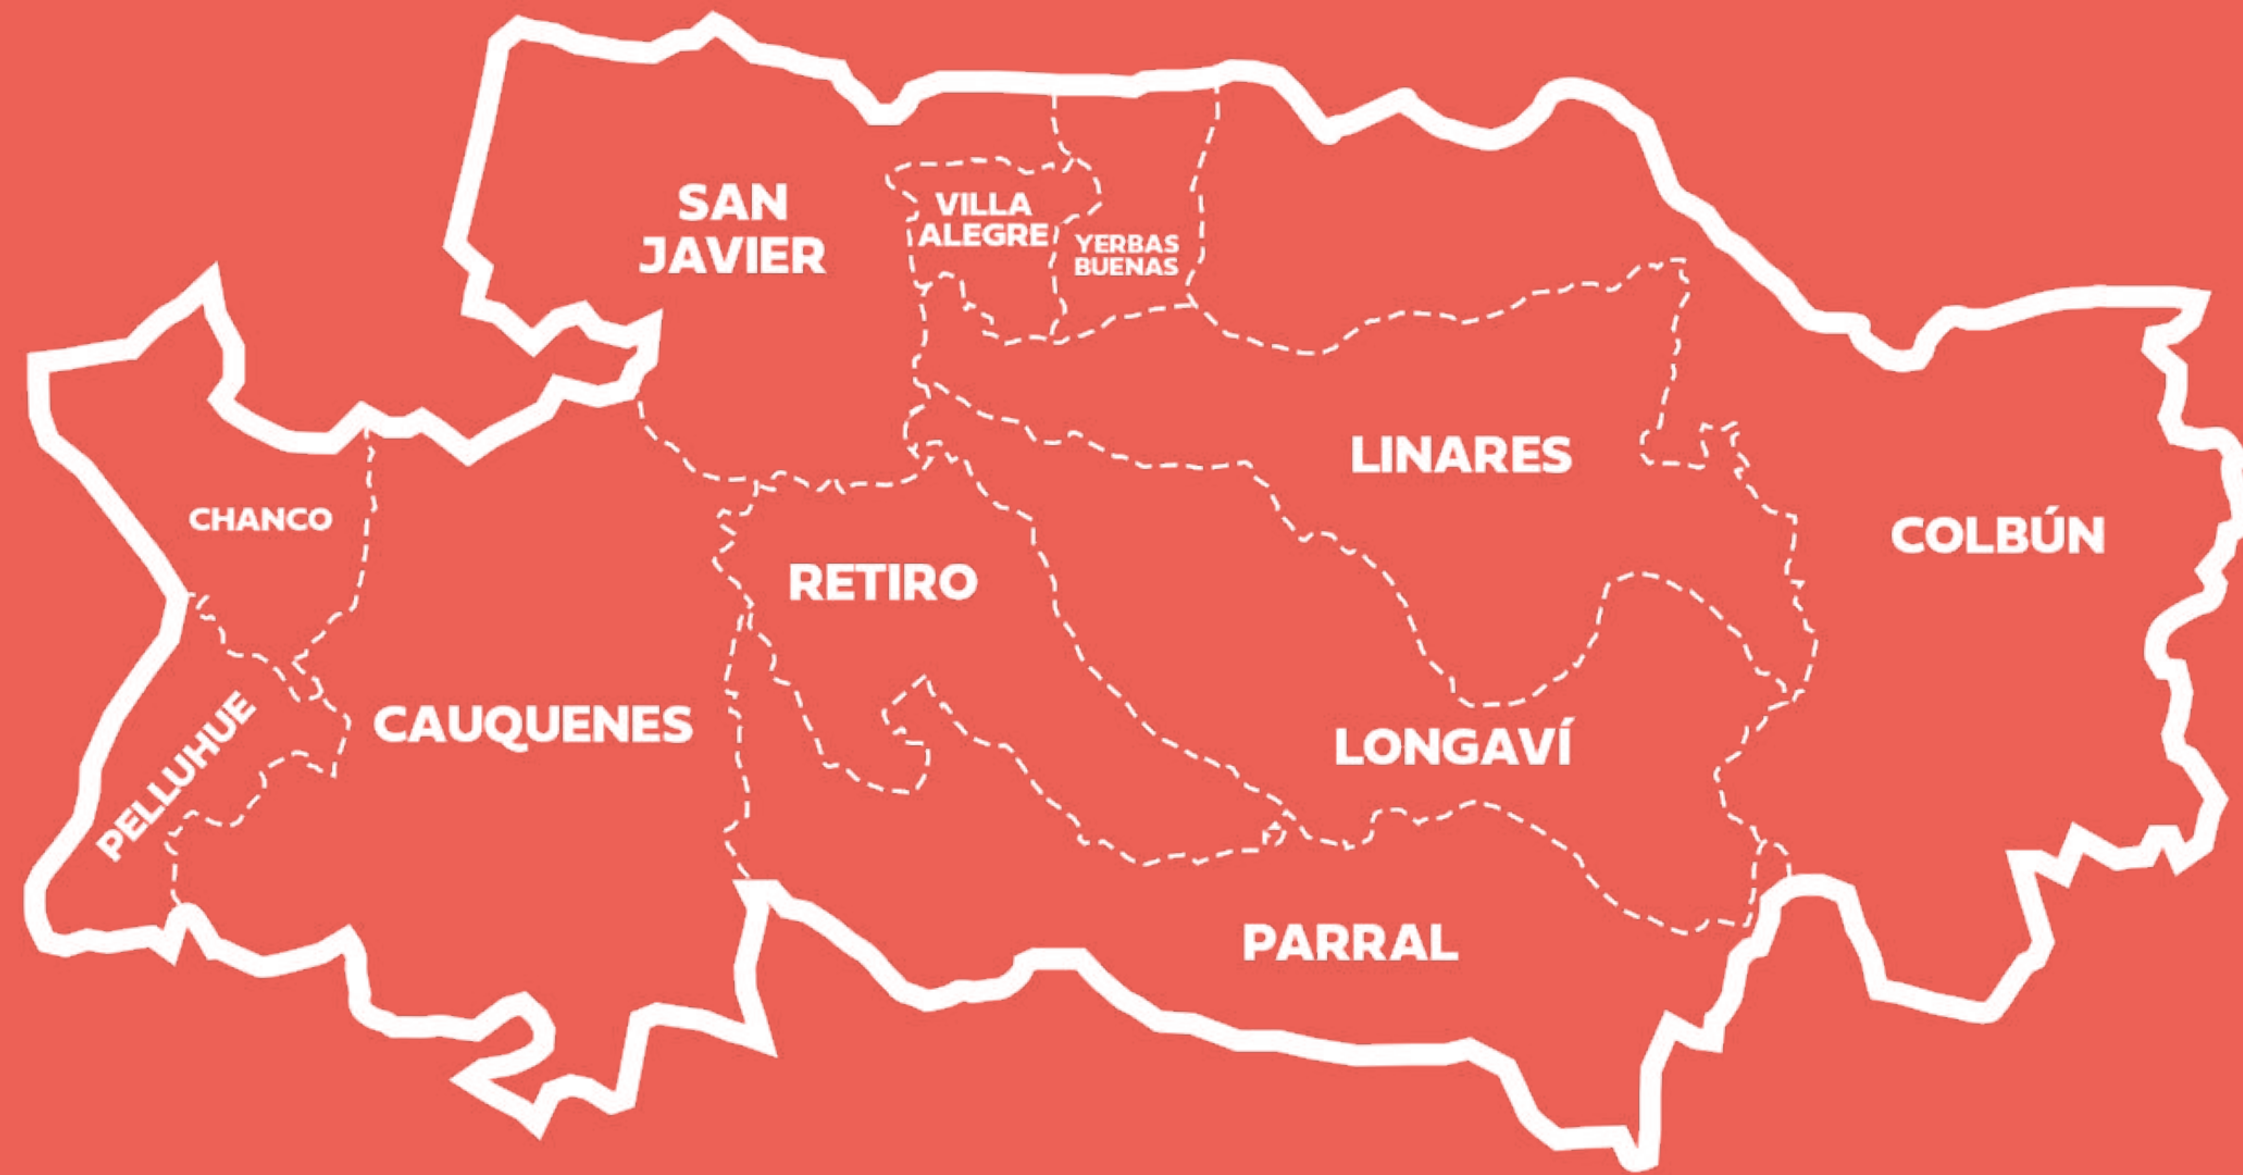 SAN
JAVIER
VILLA
ALEGRE
YERBAS
BUENAS
LINARES
CHANCO
COLBÚN
RETIRO
PELLUHUE
CAUQUENES
LONGAVÍ
PARRAL